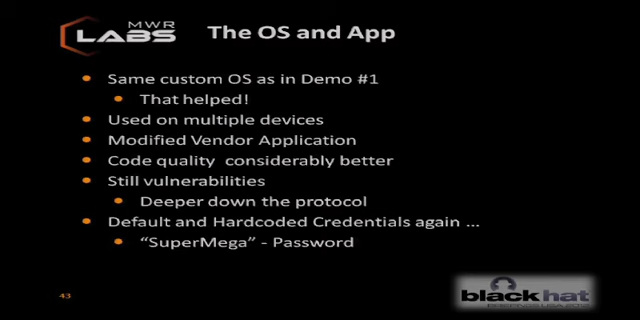 MWR
LABS
The OS and App
Same custom OS as in Demo #1
That helped!
Used on multiple devices
Modified Vendor Application
Code quality considerably better
Still vulnerabilities
Deeper down the protocol
Default and Hardcoded Credentials again ...
“SuperMega” - Password
43
blackhat